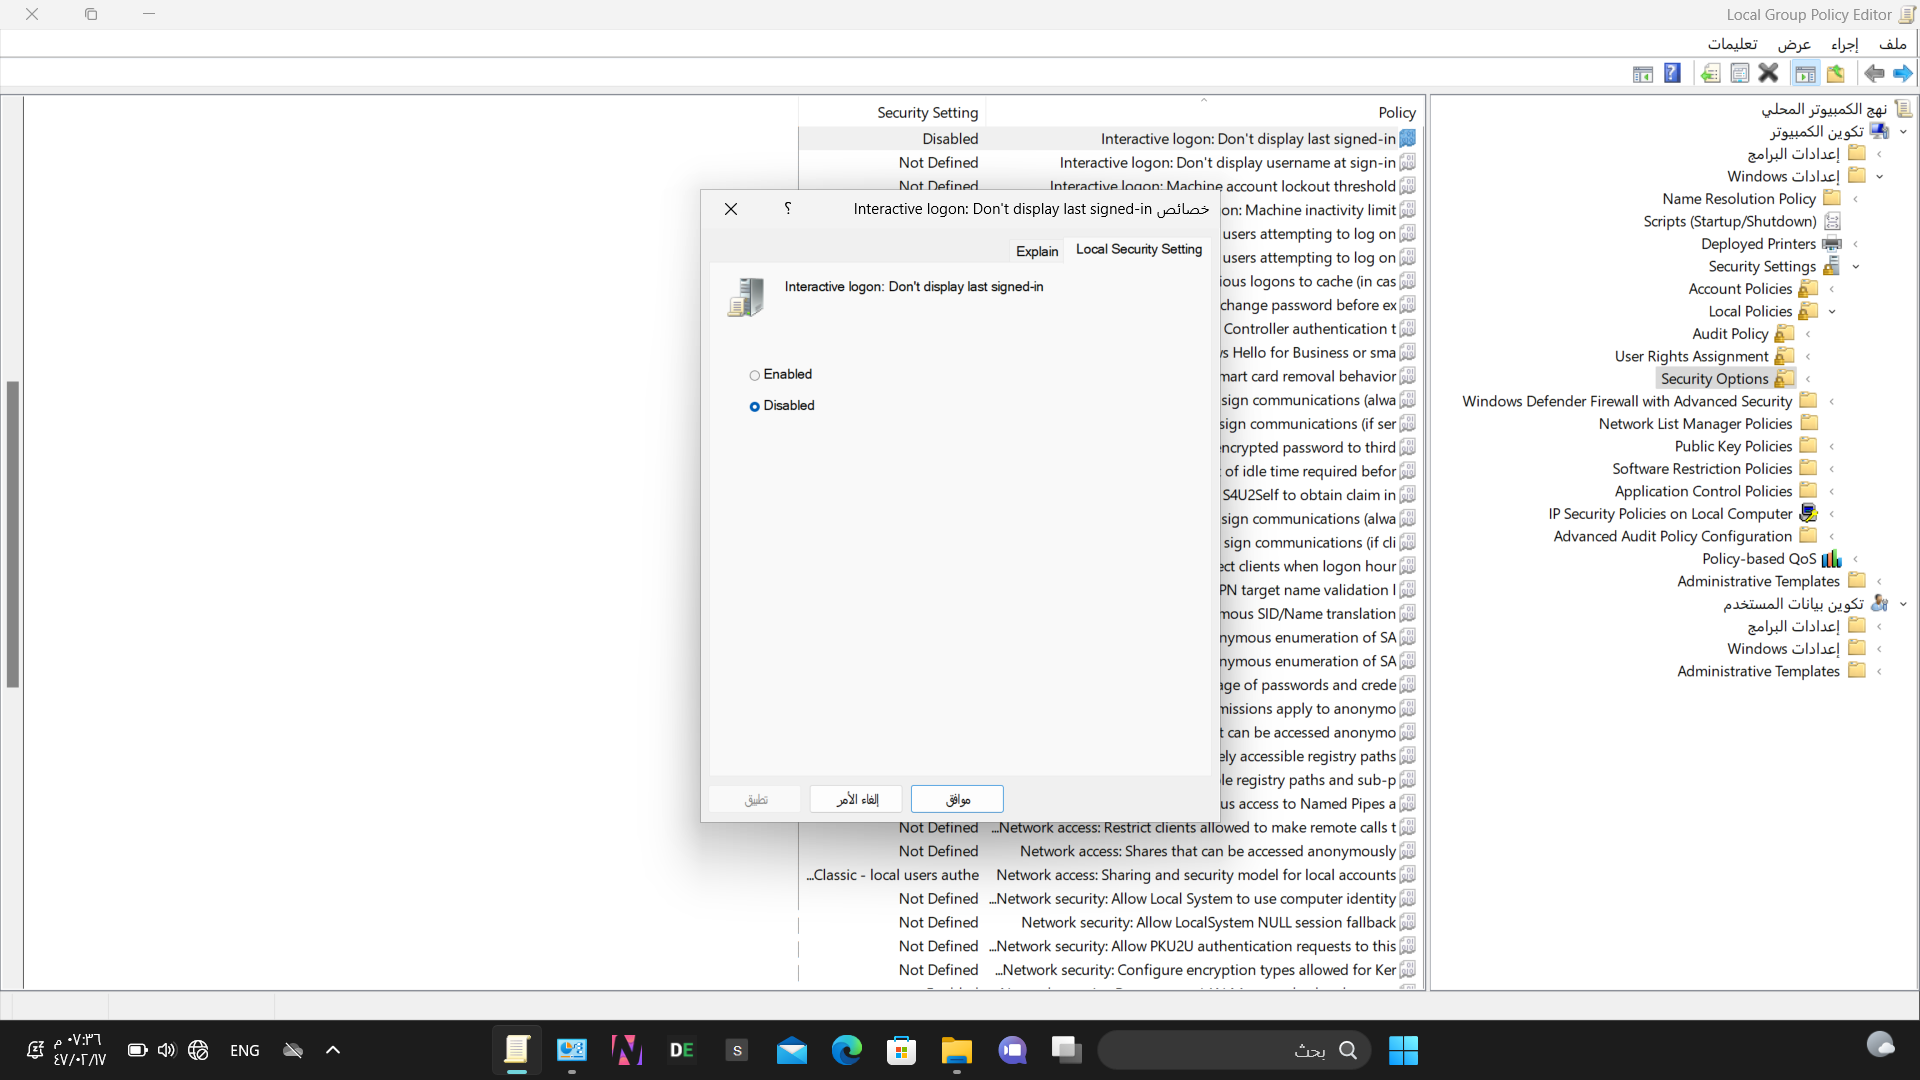 Local Group Policy Editor
ملف
إجراء
عرض
تعليمات
نهج الكمبيوتر المحلي
تكوين الكمبيوتر
إعدادات البرامج
إعدادات Windows
Name Resolution Policy
Scripts (Startup/Shutdown)
Deployed Printers
Security Settings
Account Policies
Local Policies
Audit Policy
User Rights Assignment
Security Options
Windows Defender Firewall with Advanced Security
Network List Manager Policies
Public Key Policies
Software Restriction Policies
Application Control Policies
IP Security Policies on Local Computer
Advanced Audit Policy Configuration
Policy-based QoS
Administrative Templates
تكوين بيانات المستخدم
إعدادات البرامج
إعدادات Windows
Administrative Templates
Policy
Security Setting
Interactive logon: Don't display last signed-in
Disabled
Interactive logon: Don't display username at sign-in
Not Defined
Interactive logon: Machine account lockout threshold
Not Defined
on: Machine inactivity limit
users attempting to log on
users attempting to log on
ious logons to cache (in cas
change password before ex
Controller authentication t
s Hello for Business or sma
mart card removal behavior
sign communications (alwa
sign communications (if ser
encrypted password to third
of idle time required befor
S4U2Self to obtain claim in
sign communications (alwa
sign communications (if cli
ect clients when logon hour
PN target name validation l
mous SID/Name translation
nymous enumeration of SA
nymous enumeration of SA
age of passwords and crede
missions apply to anonymo
t can be accessed anonymo
ely accessible registry paths
le registry paths and sub-p
us access to Named Pipes a
...Network access: Restrict clients allowed to make remote calls t
Not Defined
Network access: Shares that can be accessed anonymously
Not Defined
Network access: Sharing and security model for local accounts
...Classic - local users authe
...Network security: Allow Local System to use computer identity
Not Defined
Network security: Allow LocalSystem NULL session fallback
Not Defined
...Network security: Allow PKU2U authentication requests to this
Not Defined
...Network security: Configure encryption types allowed for Ker
Not Defined
خصائص Interactive logon: Don't display last signed-in
؟
Local Security Setting
Explain
Interactive logon: Don't display last signed-in
Enabled
Disabled
موافق
إلغاء الأمر
تطبيق
بحث
S
DE
ENG
٠٧:٣٦ م
٤٧/٠٢/١٧